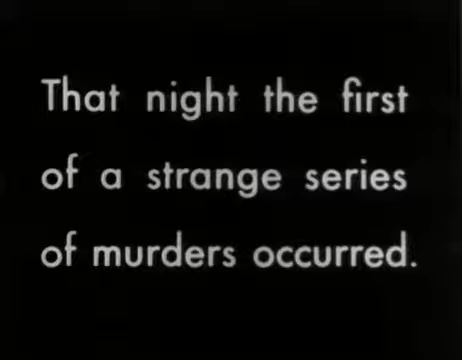 That night the first
of a strange series
of murders occurred.